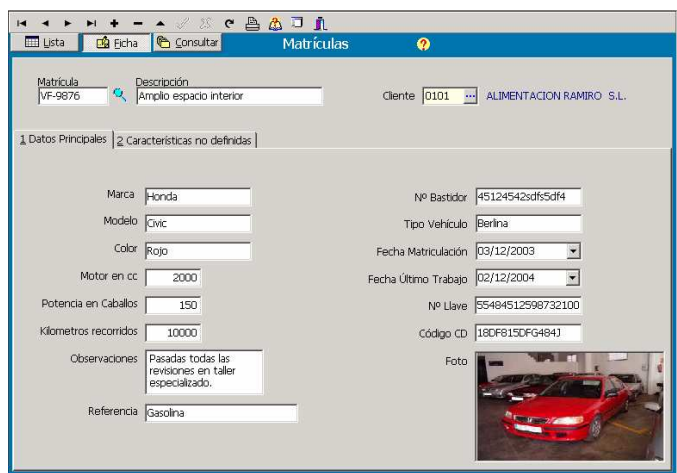 Lista Ficha Consultar Matrículas ?
Matrícula Descripción
VF-9876 Amplio espacio interior Cliente 0101 ... ALIMENTACION RAMIRO S.L.
1 Datos Principales 2 Características no definidas
Marca Honda Nº Bastidor 45124542sdfs5df4
Modelo Civic Tipo Vehículo Berlina
Color Rojo Fecha Matriculación 03/12/2003
Motor en cc 2000 Fecha Último Trabajo 02/12/2004
Potencia en Caballos 150 Nº Llave 55484512598732100
Kilometros recorridos 10000 Código CD 18DF815DFG484J
Observaciones Pasadas todas las Foto
revisiones en taller
especializado.
Referencia Gasolina